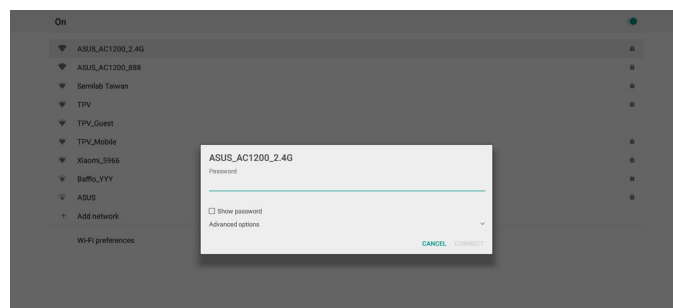 On
ASUS_AC1200_2.4G
ASUS_AC1200_888
Semilab Taiwan
TPV
TPV_Guest
TPV_Mobile
Xiaomi_5966
Bafflo_YYY
ASUS
Add network
Wi-Fi preferences
ASUS_AC1200_2.4G
Password
Show password
Advanced options
CANCEL CONNECT